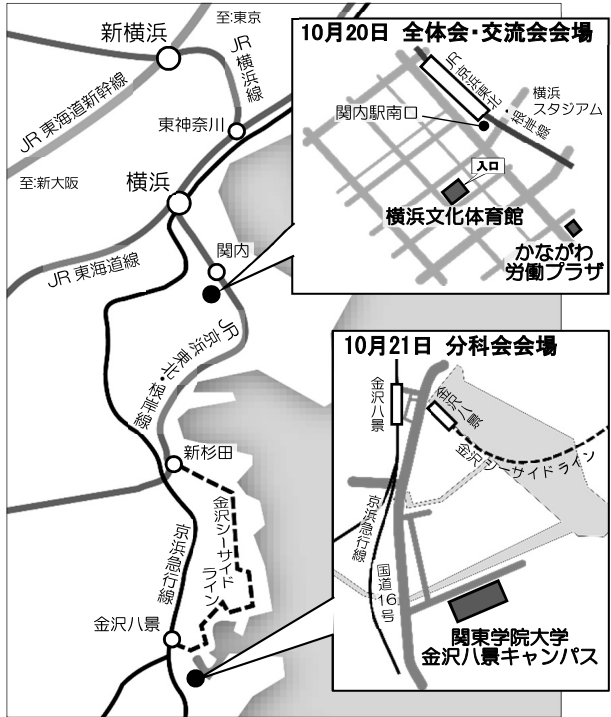 至:東京
新横浜
JR横浜線
JR東海道新幹線
東神奈川
至:新大阪
横浜
関内
JR東海道線
JR京浜東北・根岸線
新杉田
金沢シーサイド
ライン
京浜急行線
金沢八景
10月20日 全体会・交流会会場
JR京浜東北・根岸線
横浜
スタジアム
関内駅南口
入口
横浜文化体育館
かながわ
労働プラザ
10月21日 分科会会場
金沢八景
金沢八景
金沢シーサイドライン
京浜急行線
国道16号
関東学院大学
金沢八景キャンパス